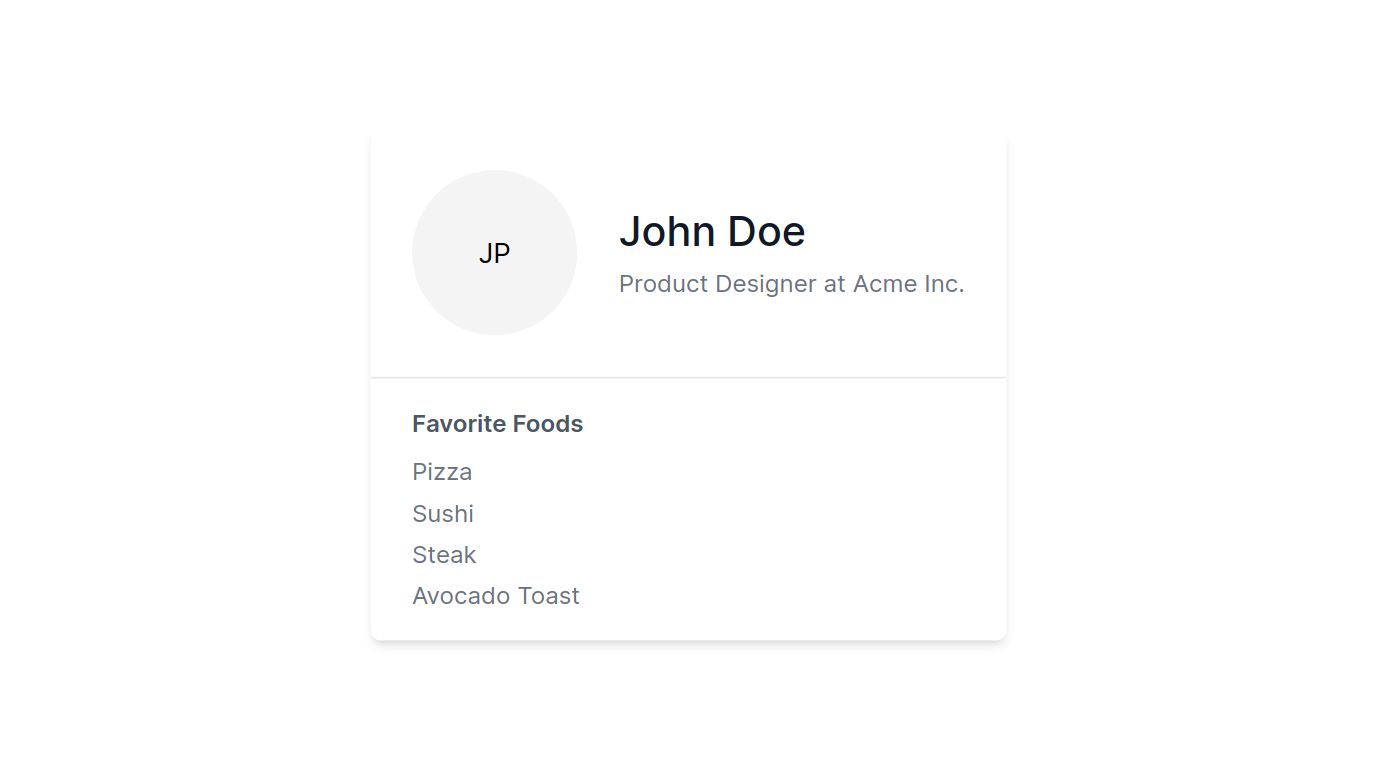 JP
John Doe
Product Designer at Acme Inc.
Favorite Foods
Pizza
Sushi
Steak
Avocado Toast